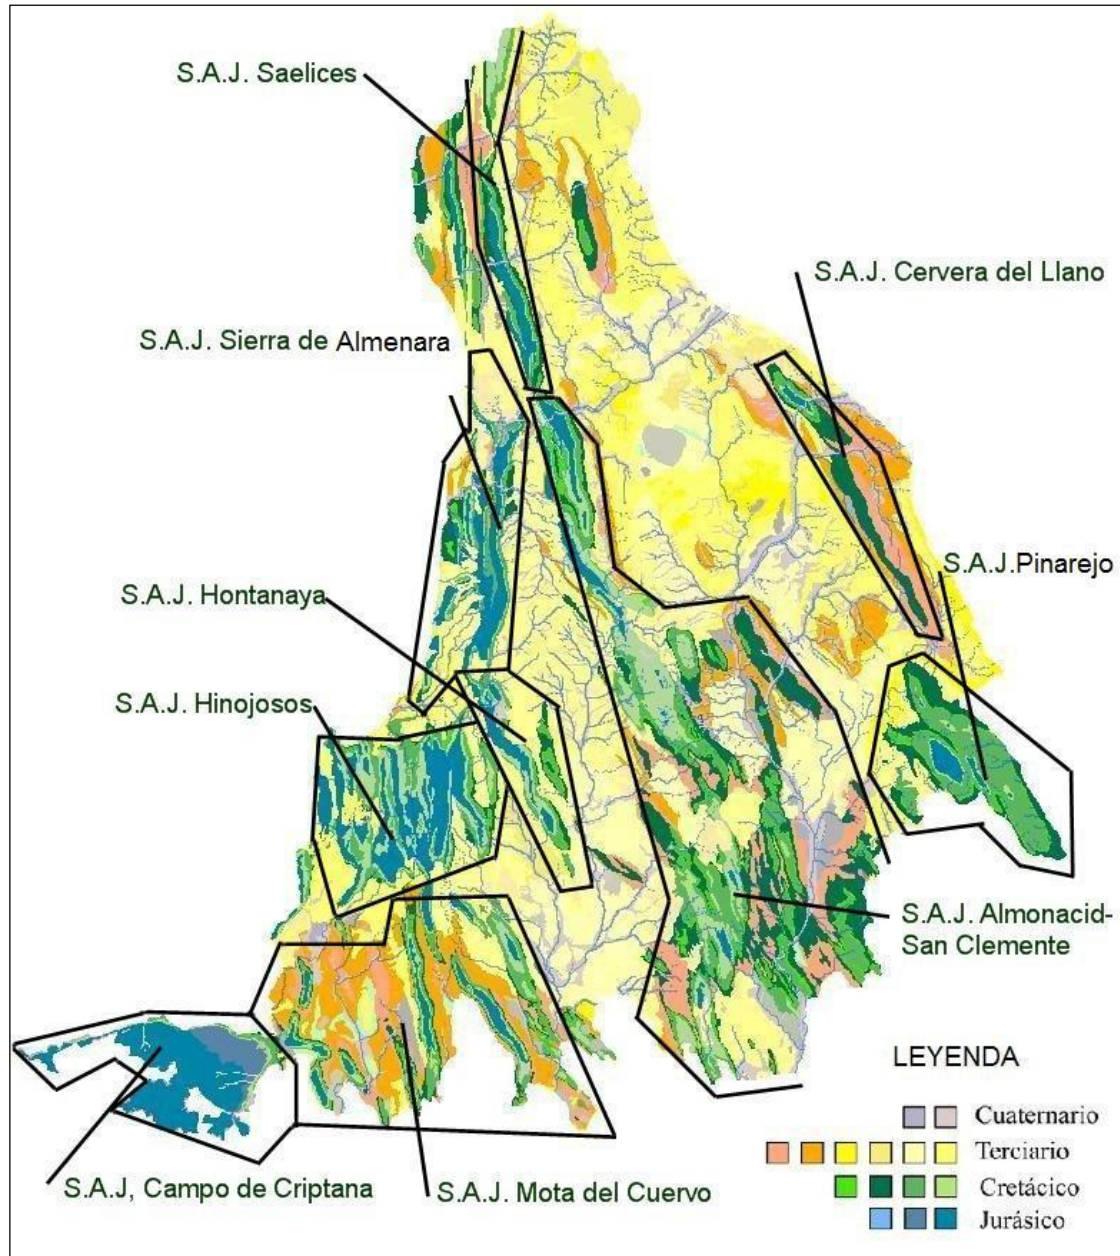 S.A.J. Saelices
S.A.J. Cervera del Llano
S.A.J. Sierra de Almenara
S.A.J.Pinarejo
S.A.J. Hontanaya
S.A.J. Hinojosos
S.A.J. Almonacid-
San Clemente
LEYENDA
Cuaternario
Terciario
Cretácico
Jurásico
S.A.J, Campo de Criptana
S.A.J. Mota del Cuervo